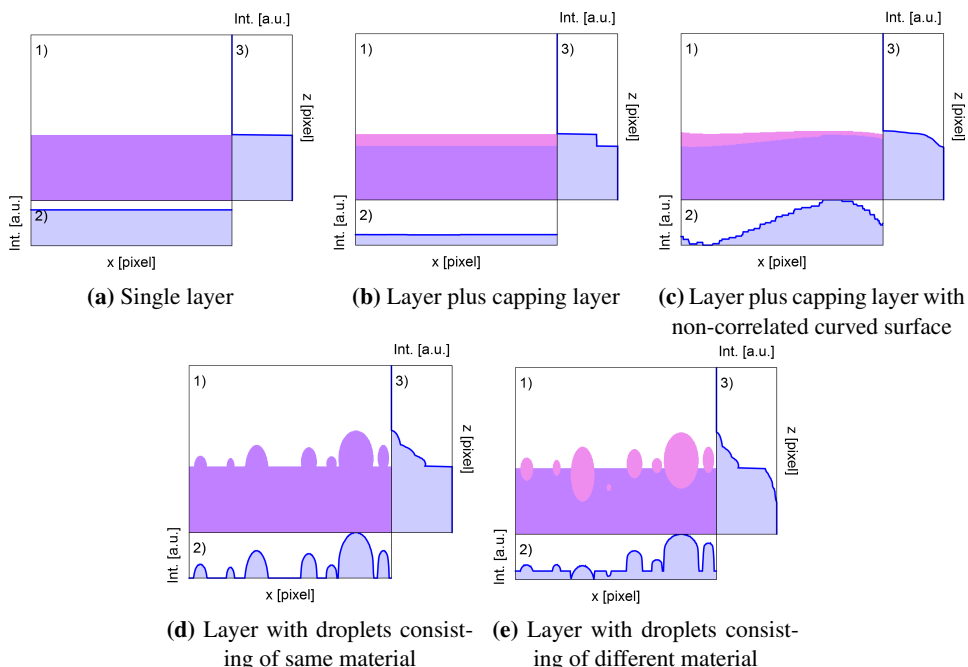 Int. [a.u.]
1)
3)
z [pixel]
Int. [a.u.]
2)
x [pixel]
(a) Single layer
Int. [a.u.]
1)
3)
z [pixel]
Int. [a.u.]
2)
x [pixel]
(b) Layer plus capping layer
Int. [a.u.]
1)
3)
z [pixel]
Int. [a.u.]
2)
x [pixel]
(c) Layer plus capping layer with
non-correlated curved surface
Int. [a.u.]
1)
3)
z [pixel]
Int. [a.u.]
2)
x [pixel]
(d) Layer with droplets consist-
ing of same material
Int. [a.u.]
1)
3)
z [pixel]
Int. [a.u.]
2)
x [pixel]
(e) Layer with droplets consist-
ing of different material